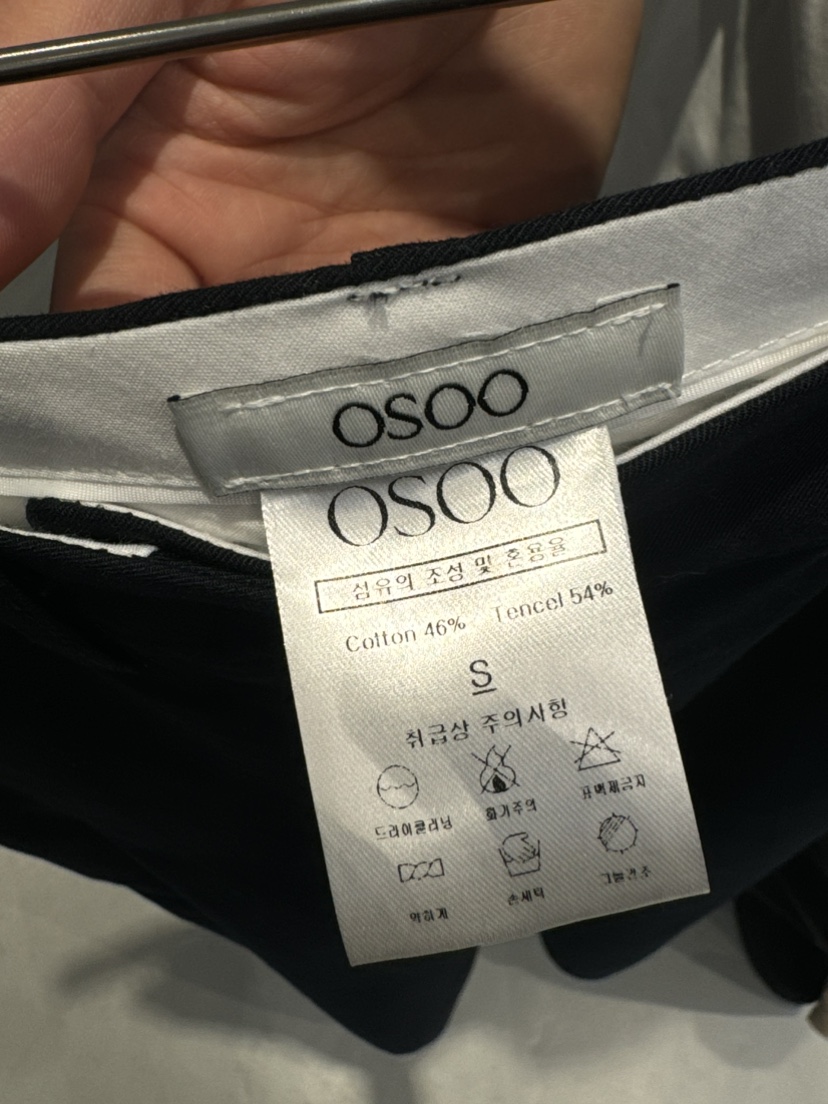 OSOO
OSOO
섬유의 조성 및 혼용율
Cotton 46% Tencel 54%
S
취급상 주의사항
드라이클리닝 화기주의 표백제금지
약하게 손세탁 그늘건조